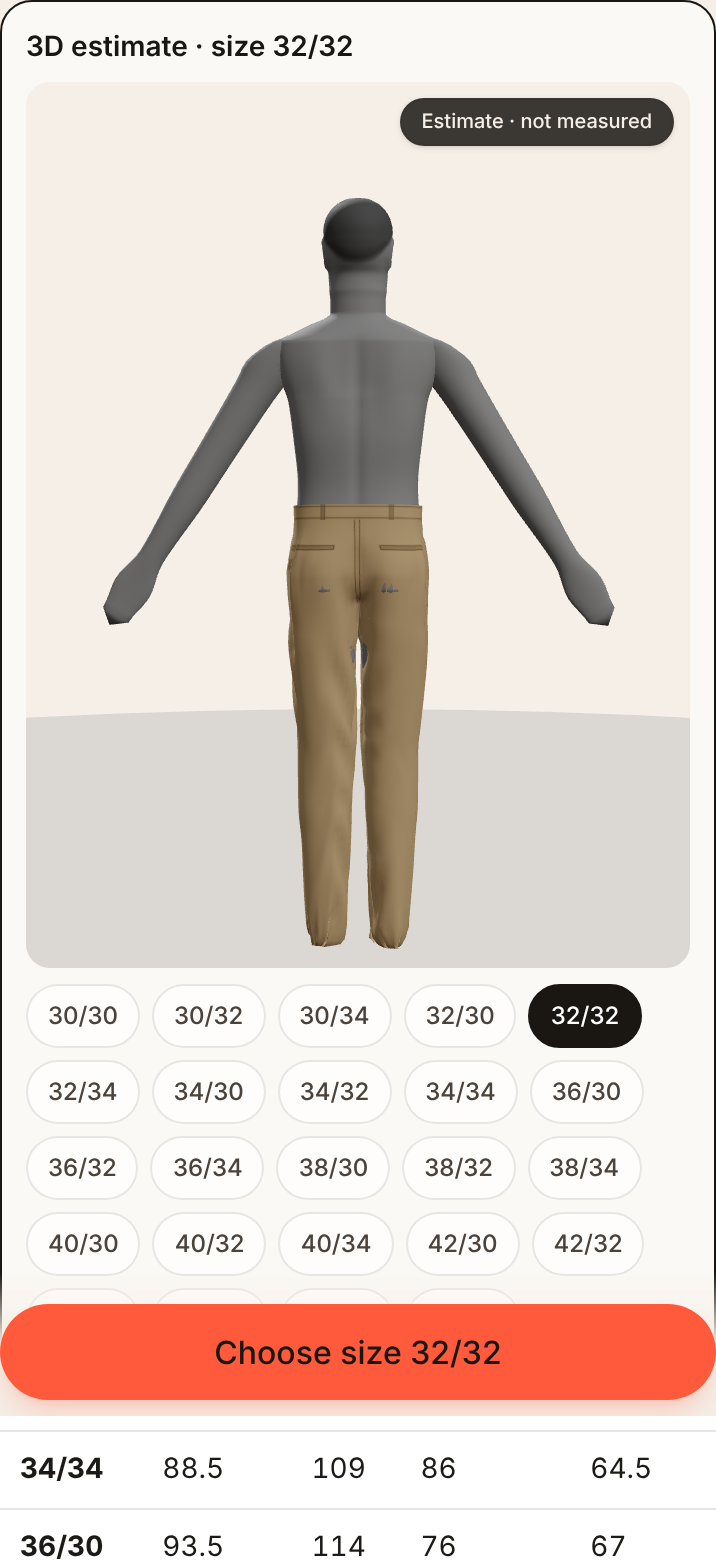 3D estimate · size 32/32
Estimate · not measured
30/30 30/32 30/34 32/30 32/32
32/34 34/30 34/32 34/34 36/30
36/32 36/34 38/30 38/32 38/34
40/30 40/32 40/34 42/30 42/32
Choose size 32/32
34/34 88.5 109 86 64.5
36/30 93.5 114 76 67